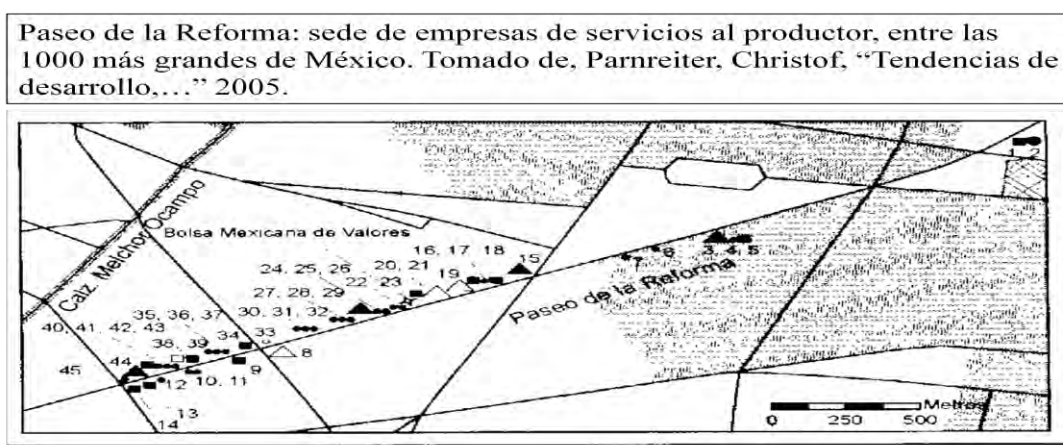 Paseo de la Reforma: sede de empresas de servicios al productor, entre las
1000 más grandes de México. Tomado de, Parnreiter, Christof, “Tendencias de
desarrollo,…” 2005.
1 2
Calz. Melchor Ocampo
Bolsa Mexicana de Valores
16, 17, 18
15
3, 4, 5
6
7
24, 25, 26
20, 21
19
22, 23
27, 28, 29
Paseo de la Reforma
30, 31, 32
35, 36, 37
33
34
40, 41, 42, 43
38, 39
8
44
9
45
12
10, 11
13
14
Metros
0 250 500